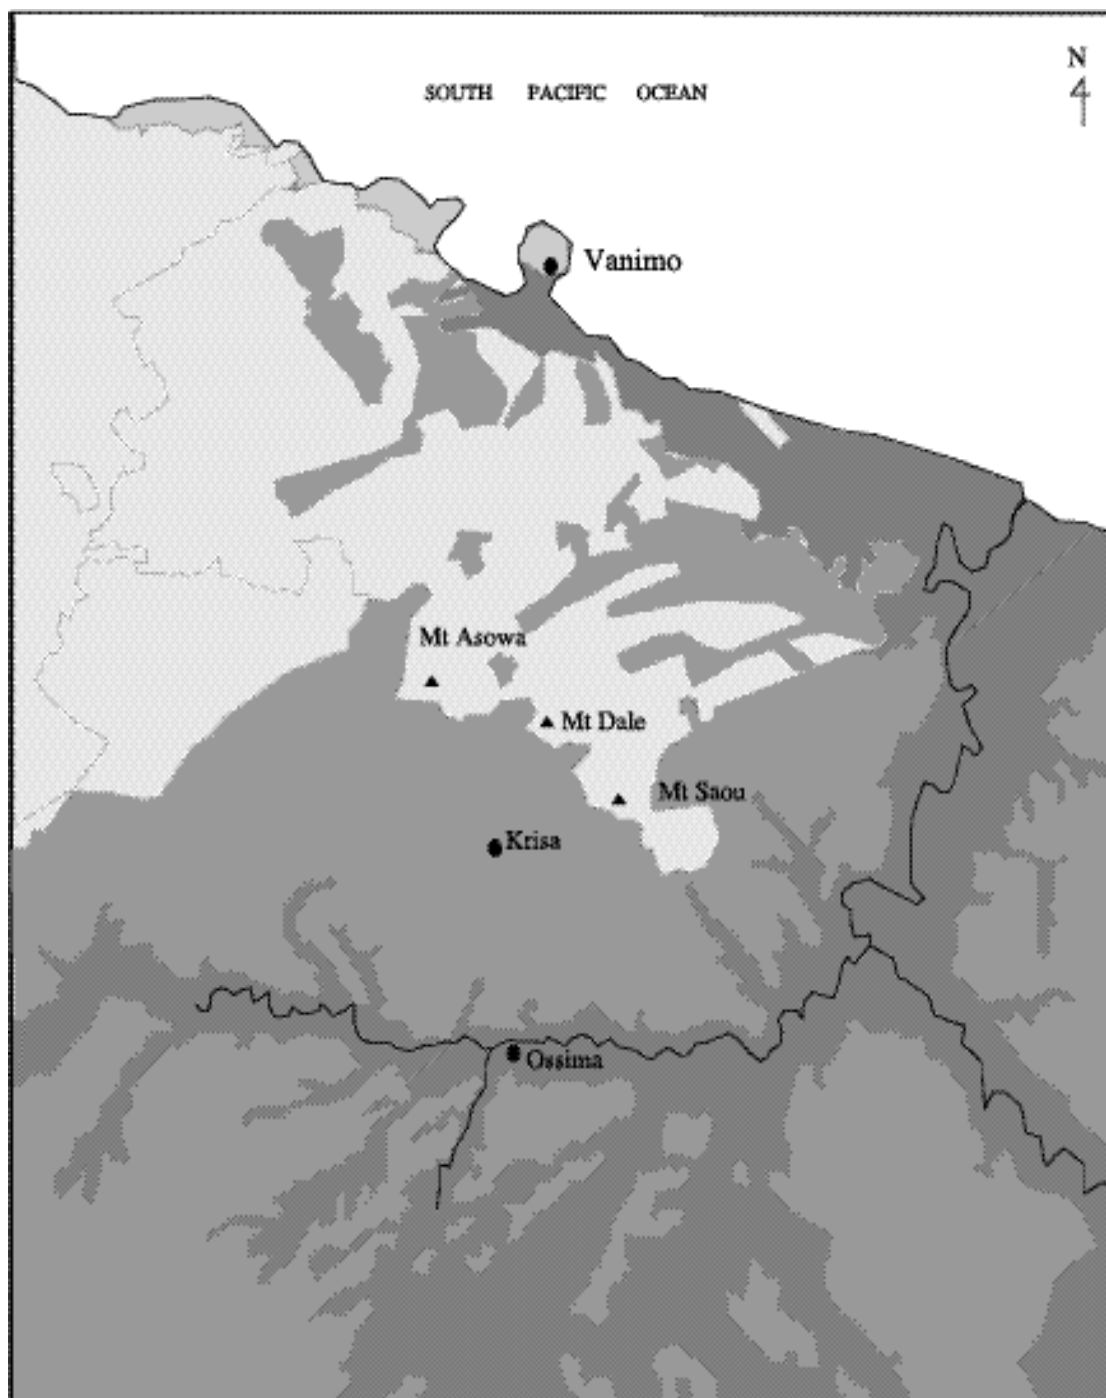 N
SOUTH PACIFIC OCEAN
Vanimo
Mt Asowa
Mt Dale
Mt Saou
Krisa
Ossima